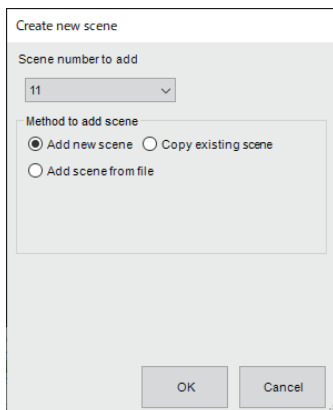 Create new scene
Scene number to add
11
Method to add scene
Add new scene Copy existing scene
Add scene from file
OK Cancel